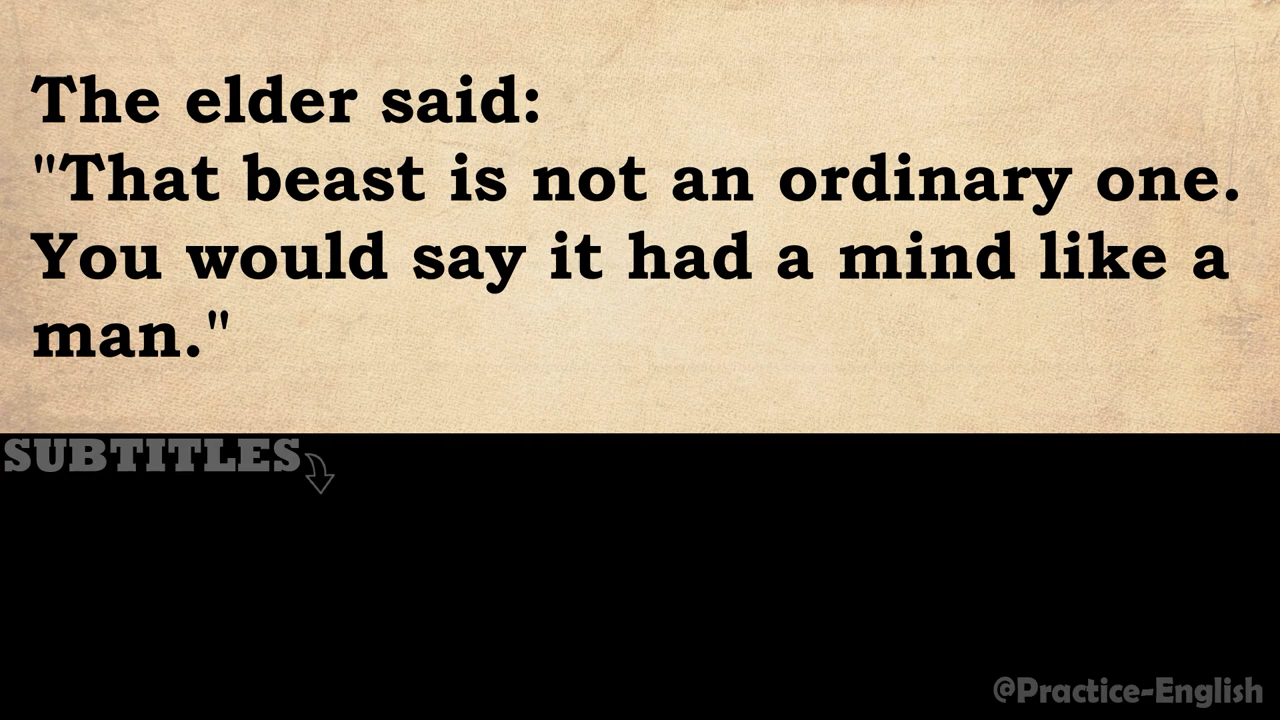 The elder said:
"That beast is not an ordinary one.
You would say it had a mind like a
man."
SUBTITLES
@Practice-English